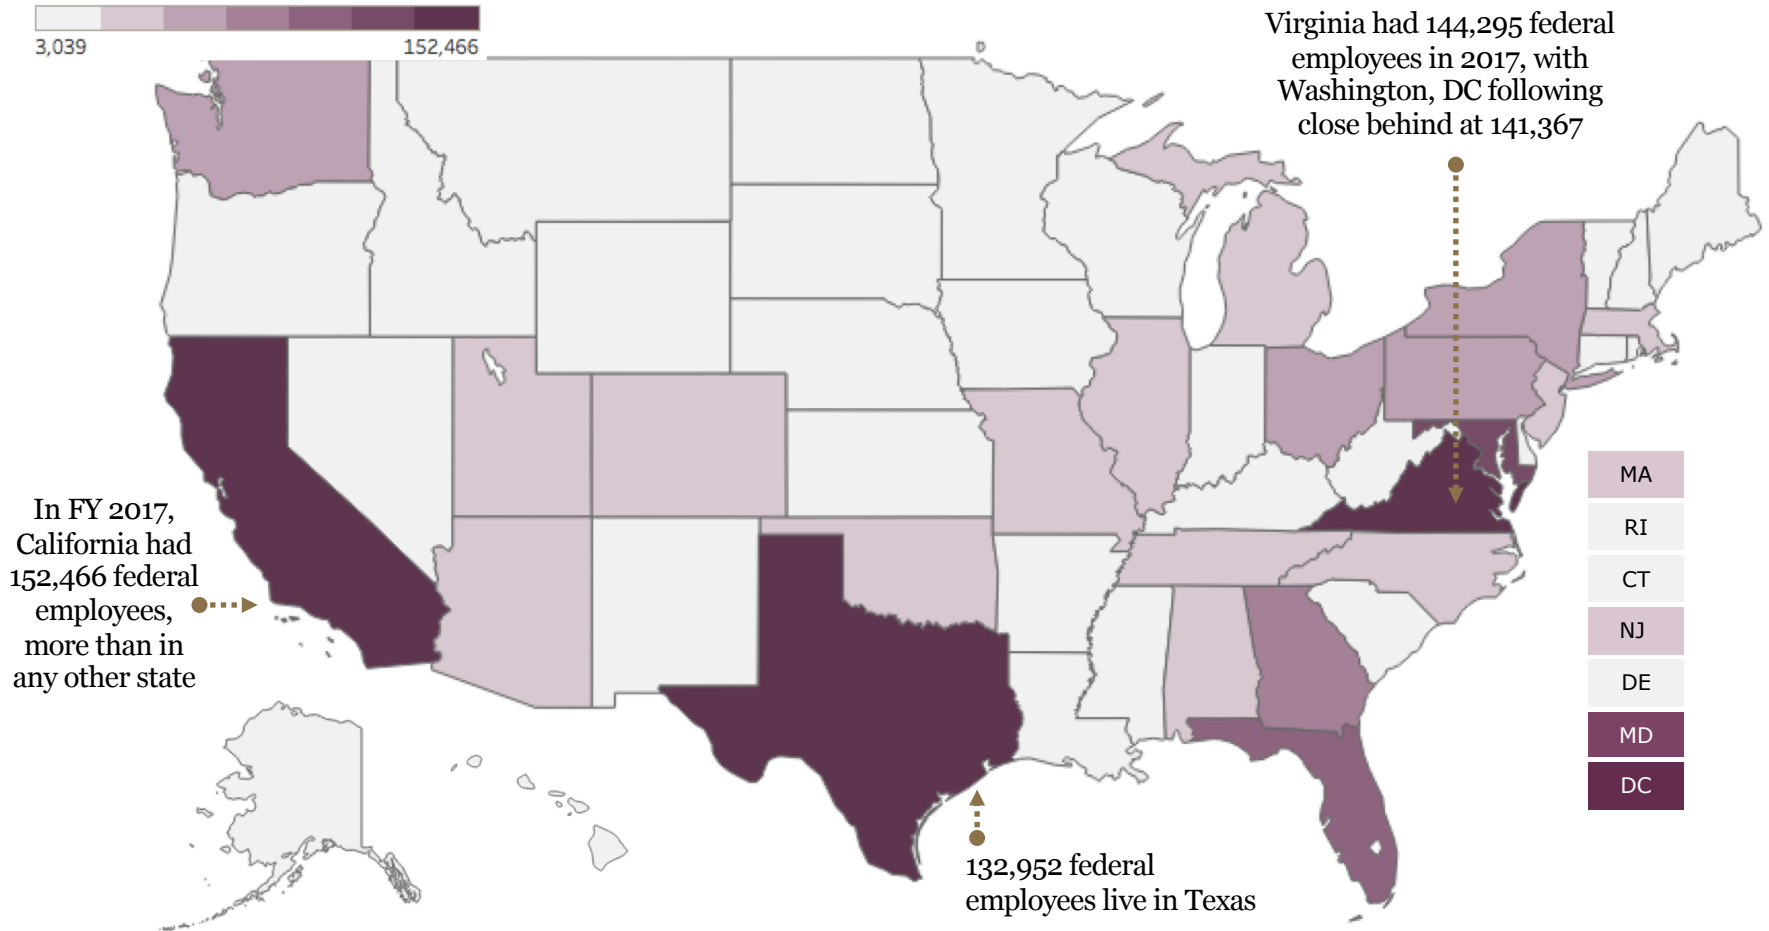 3,039
152,466
D
Virginia had 144,295 federal
employees in 2017, with
Washington, DC following
close behind at 141,367
In FY 2017,
California had
152,466 federal
employees,
more than in
any other state
MA
RI
CT
NJ
DE
MD
DC
132,952 federal
employees live in Texas